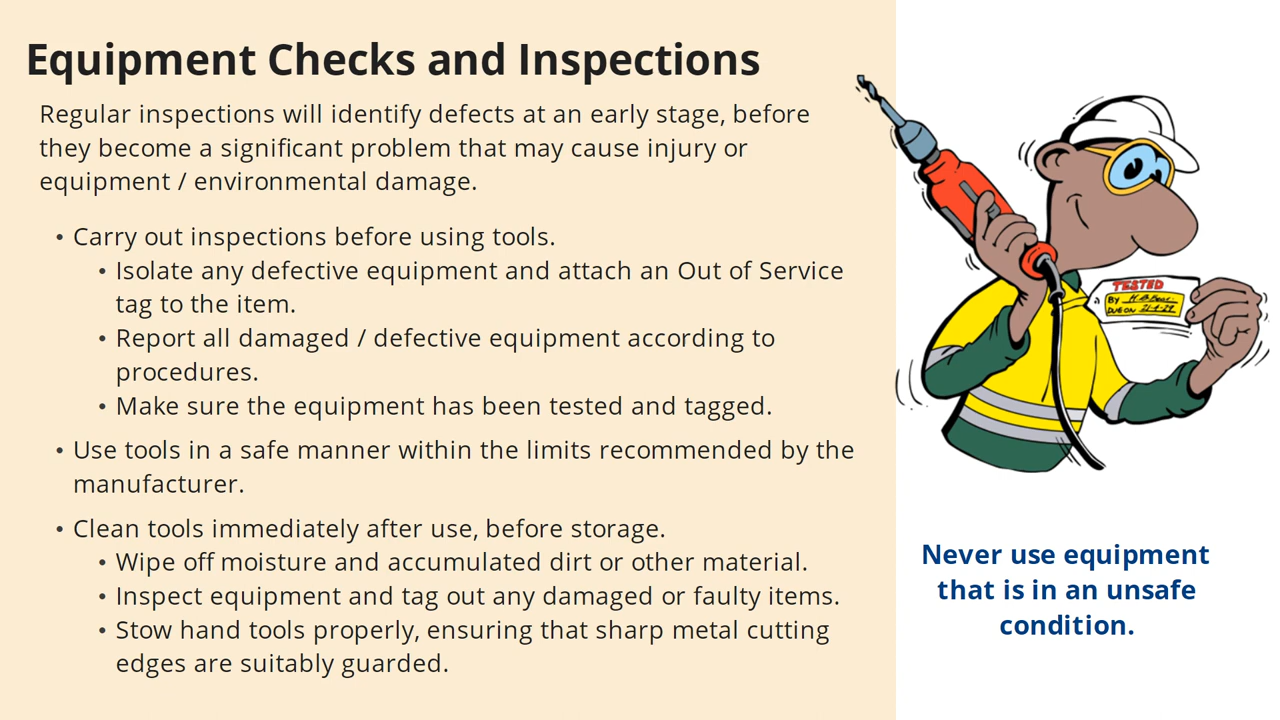 Equipment Checks and Inspections
Regular inspections will identify defects at an early stage, before
they become a significant problem that may cause injury or
equipment / environmental damage.
• Carry out inspections before using tools.
• Isolate any defective equipment and attach an Out of Service
tag to the item.
• Report all damaged / defective equipment according to
procedures.
• Make sure the equipment has been tested and tagged.
• Use tools in a safe manner within the limits recommended by the
manufacturer.
• Clean tools immediately after use, before storage.
• Wipe off moisture and accumulated dirt or other material.
• Inspect equipment and tag out any damaged or faulty items.
• Stow hand tools properly, ensuring that sharp metal cutting
edges are suitably guarded.
TESTED
BY
DUE ON
Never use equipment
that is in an unsafe
condition.